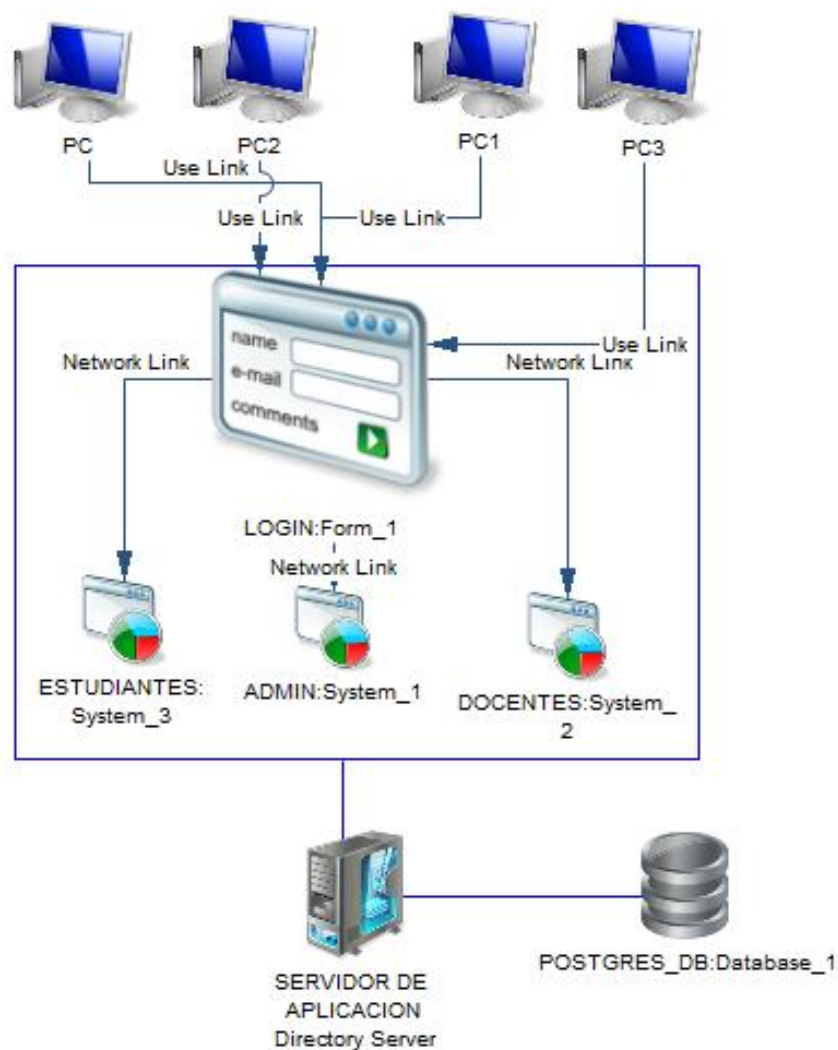 PC
PC2
PC1
PC3
Use Link
Use Link
Use Link
Use Link
name
e-mail
comments
Network Link
Network Link
LOGIN:Form_1
Network Link
ESTUDIANTES:
System_3
ADMIN:System_1
DOCENTES:System_
2
SERVIDOR DE
APLICACION
Directory Server
POSTGRES_DB:Database_1